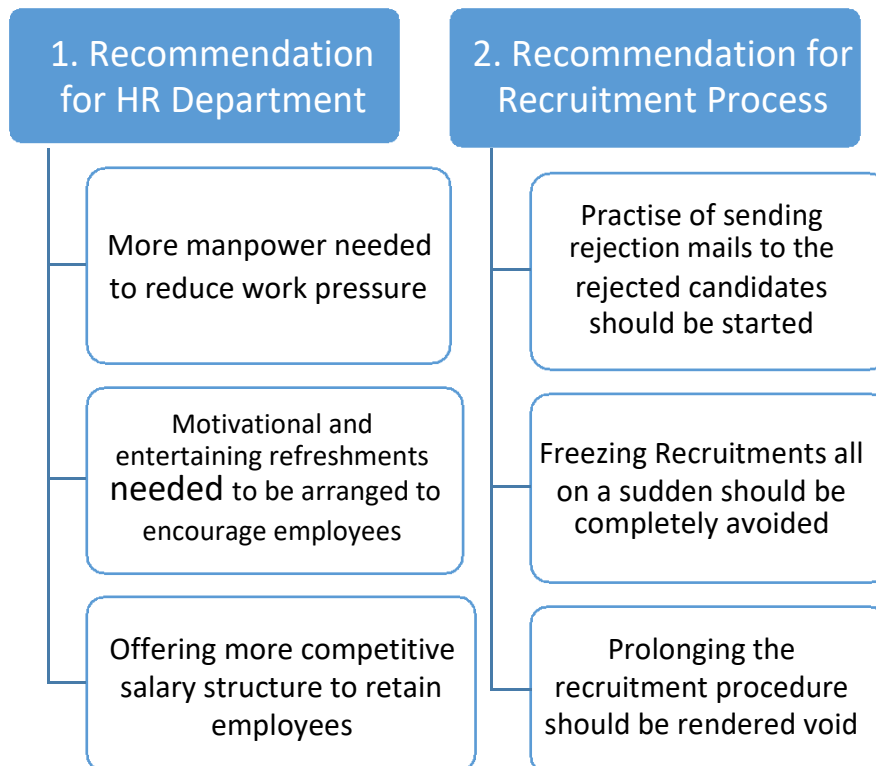 1. Recommendation
for HR Department
More manpower needed
to reduce work pressure
Motivational and
entertaining refreshments
needed to be arranged to
encourage employees
Offering more competitive
salary structure to retain
employees
2. Recommendation for
Recruitment Process
Practise of sending
rejection mails to the
rejected candidates
should be started
Freezing Recruitments all
on a sudden should be
completely avoided
Prolonging the
recruitment procedure
should be rendered void